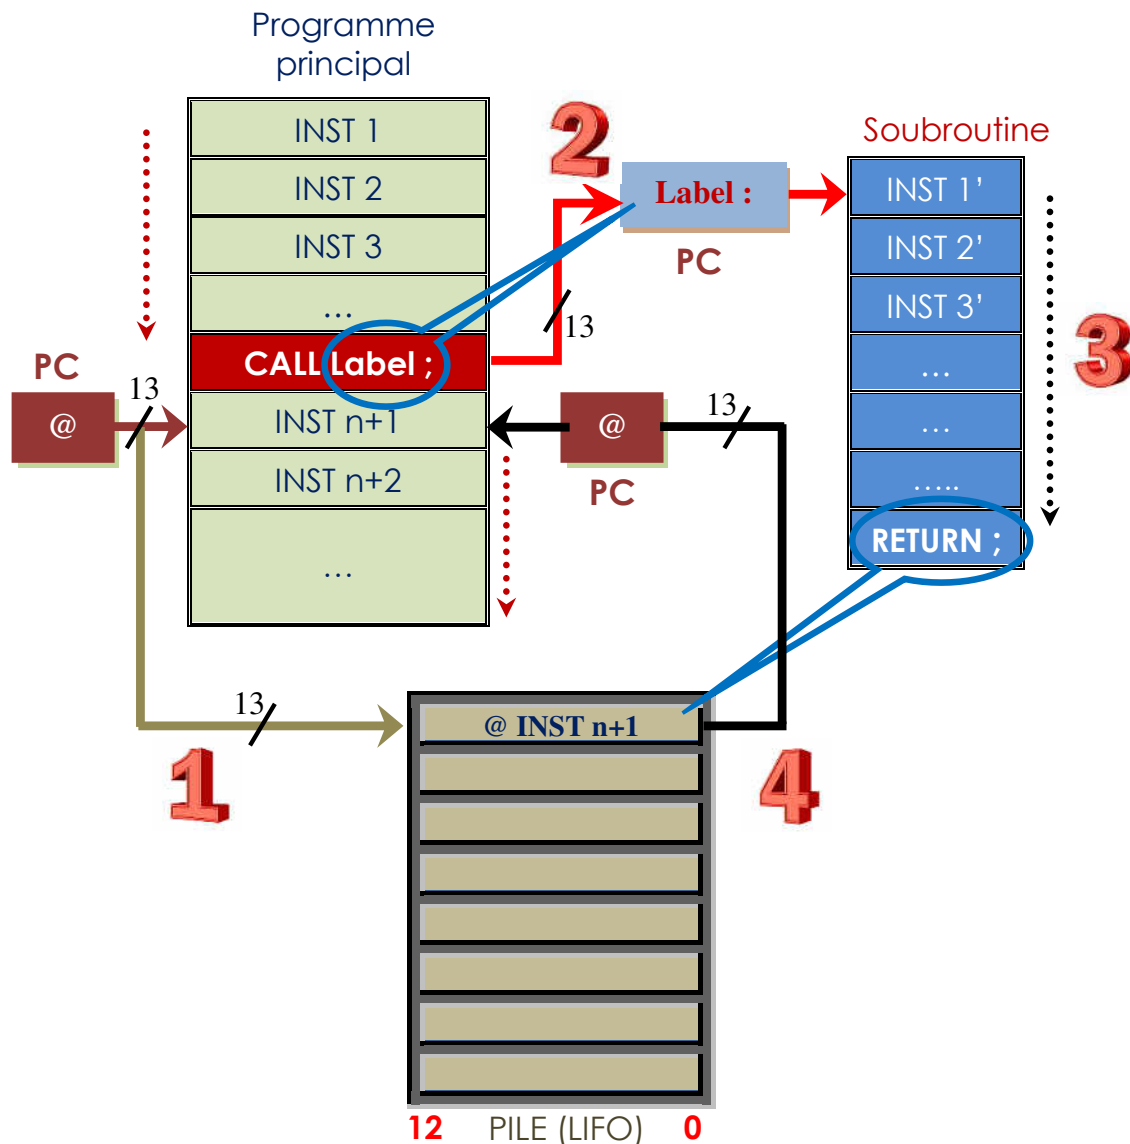 Programme
principal
INST 1
INST 2
INST 3
...
CALL Label ;
INST n+1
INST n+2
...
PC
@
13
13
1
2
13
Label :
PC
Soubroutine
INST 1’
INST 2’
INST 3’
...
...
.....
RETURN ;
3
@
PC
13
4
@ INST n+1
12 PILE (LIFO) 0